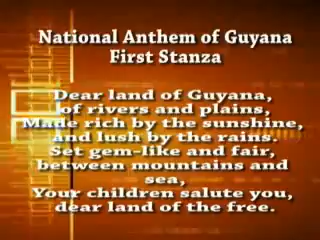 National Anthem of Guyana
First Stanza
Dear land of Guyana,
of rivers and plains,
Made rich by the sunshine,
and lush by the rains.
Set gem-like and fair,
between mountains and
sea,
Your children salute you,
dear land of the free.